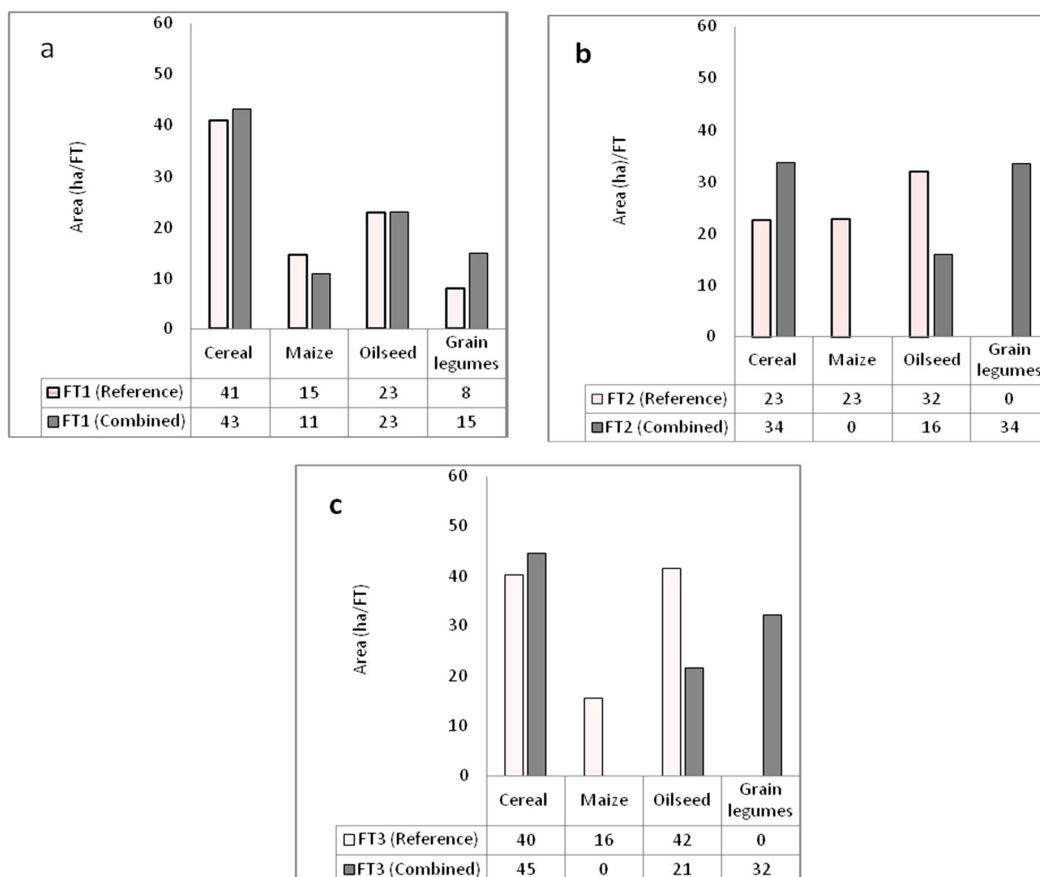 a
60
50
40
30
20
10
0
Area (ha/FT)
Cereal Maize Oilseed Grain legumes
FT1 (Reference) 41 15 23 8
FT1 (Combined) 43 11 23 15
b
60
50
40
30
20
10
0
Area (ha)/FT
Cereal Maize Oilseed Grain legumes
FT2 (Reference) 23 23 32 0
FT2 (Combined) 34 0 16 34
c
60
50
40
30
20
10
0
Area (ha/FT)
Cereal Maize Oilseed Grain legumes
FT3 (Reference) 40 16 42 0
FT3 (Combined) 45 0 21 32